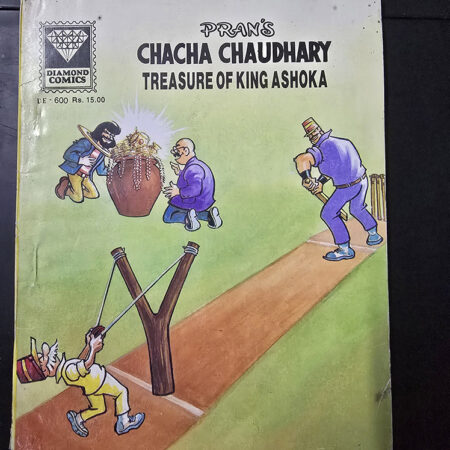 PRAN'S
CHACHA CHAUDHARY
TREASURE OF KING ASHOKA
DIAMOND
COMICS
DE - 600 Rs. 15.00